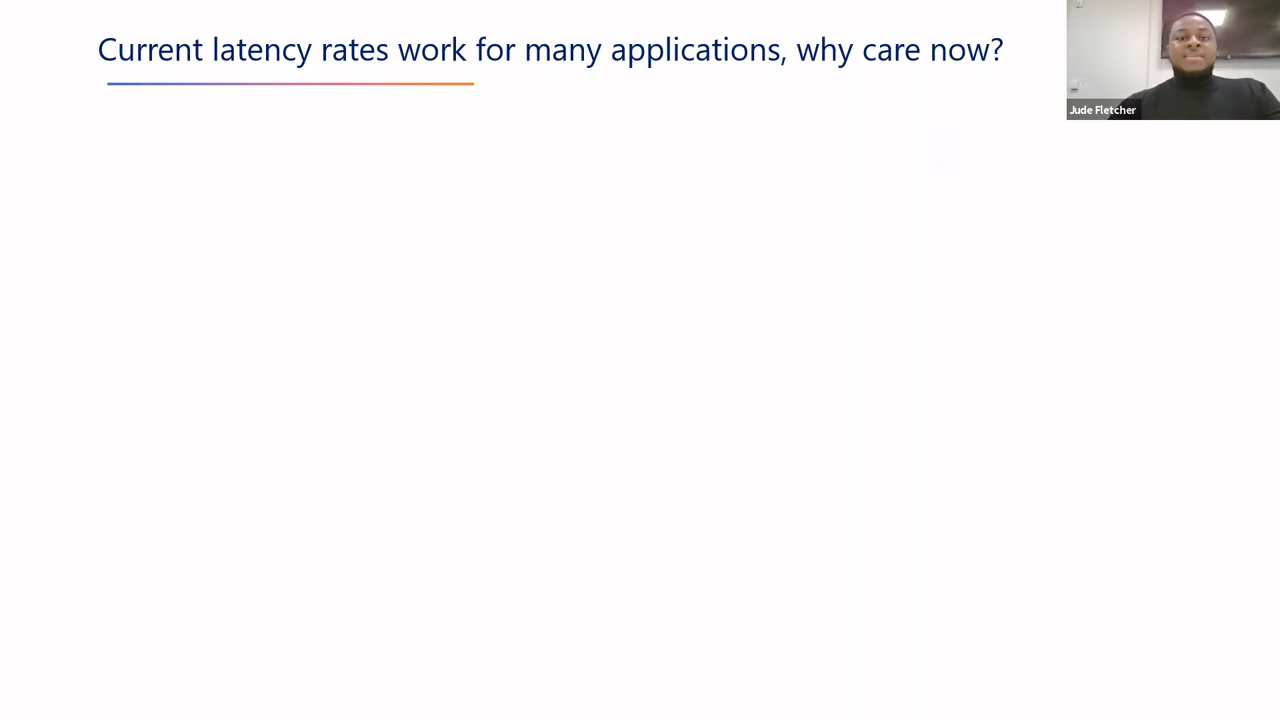 Current latency rates work for many applications, why care now?
Jude Fletcher